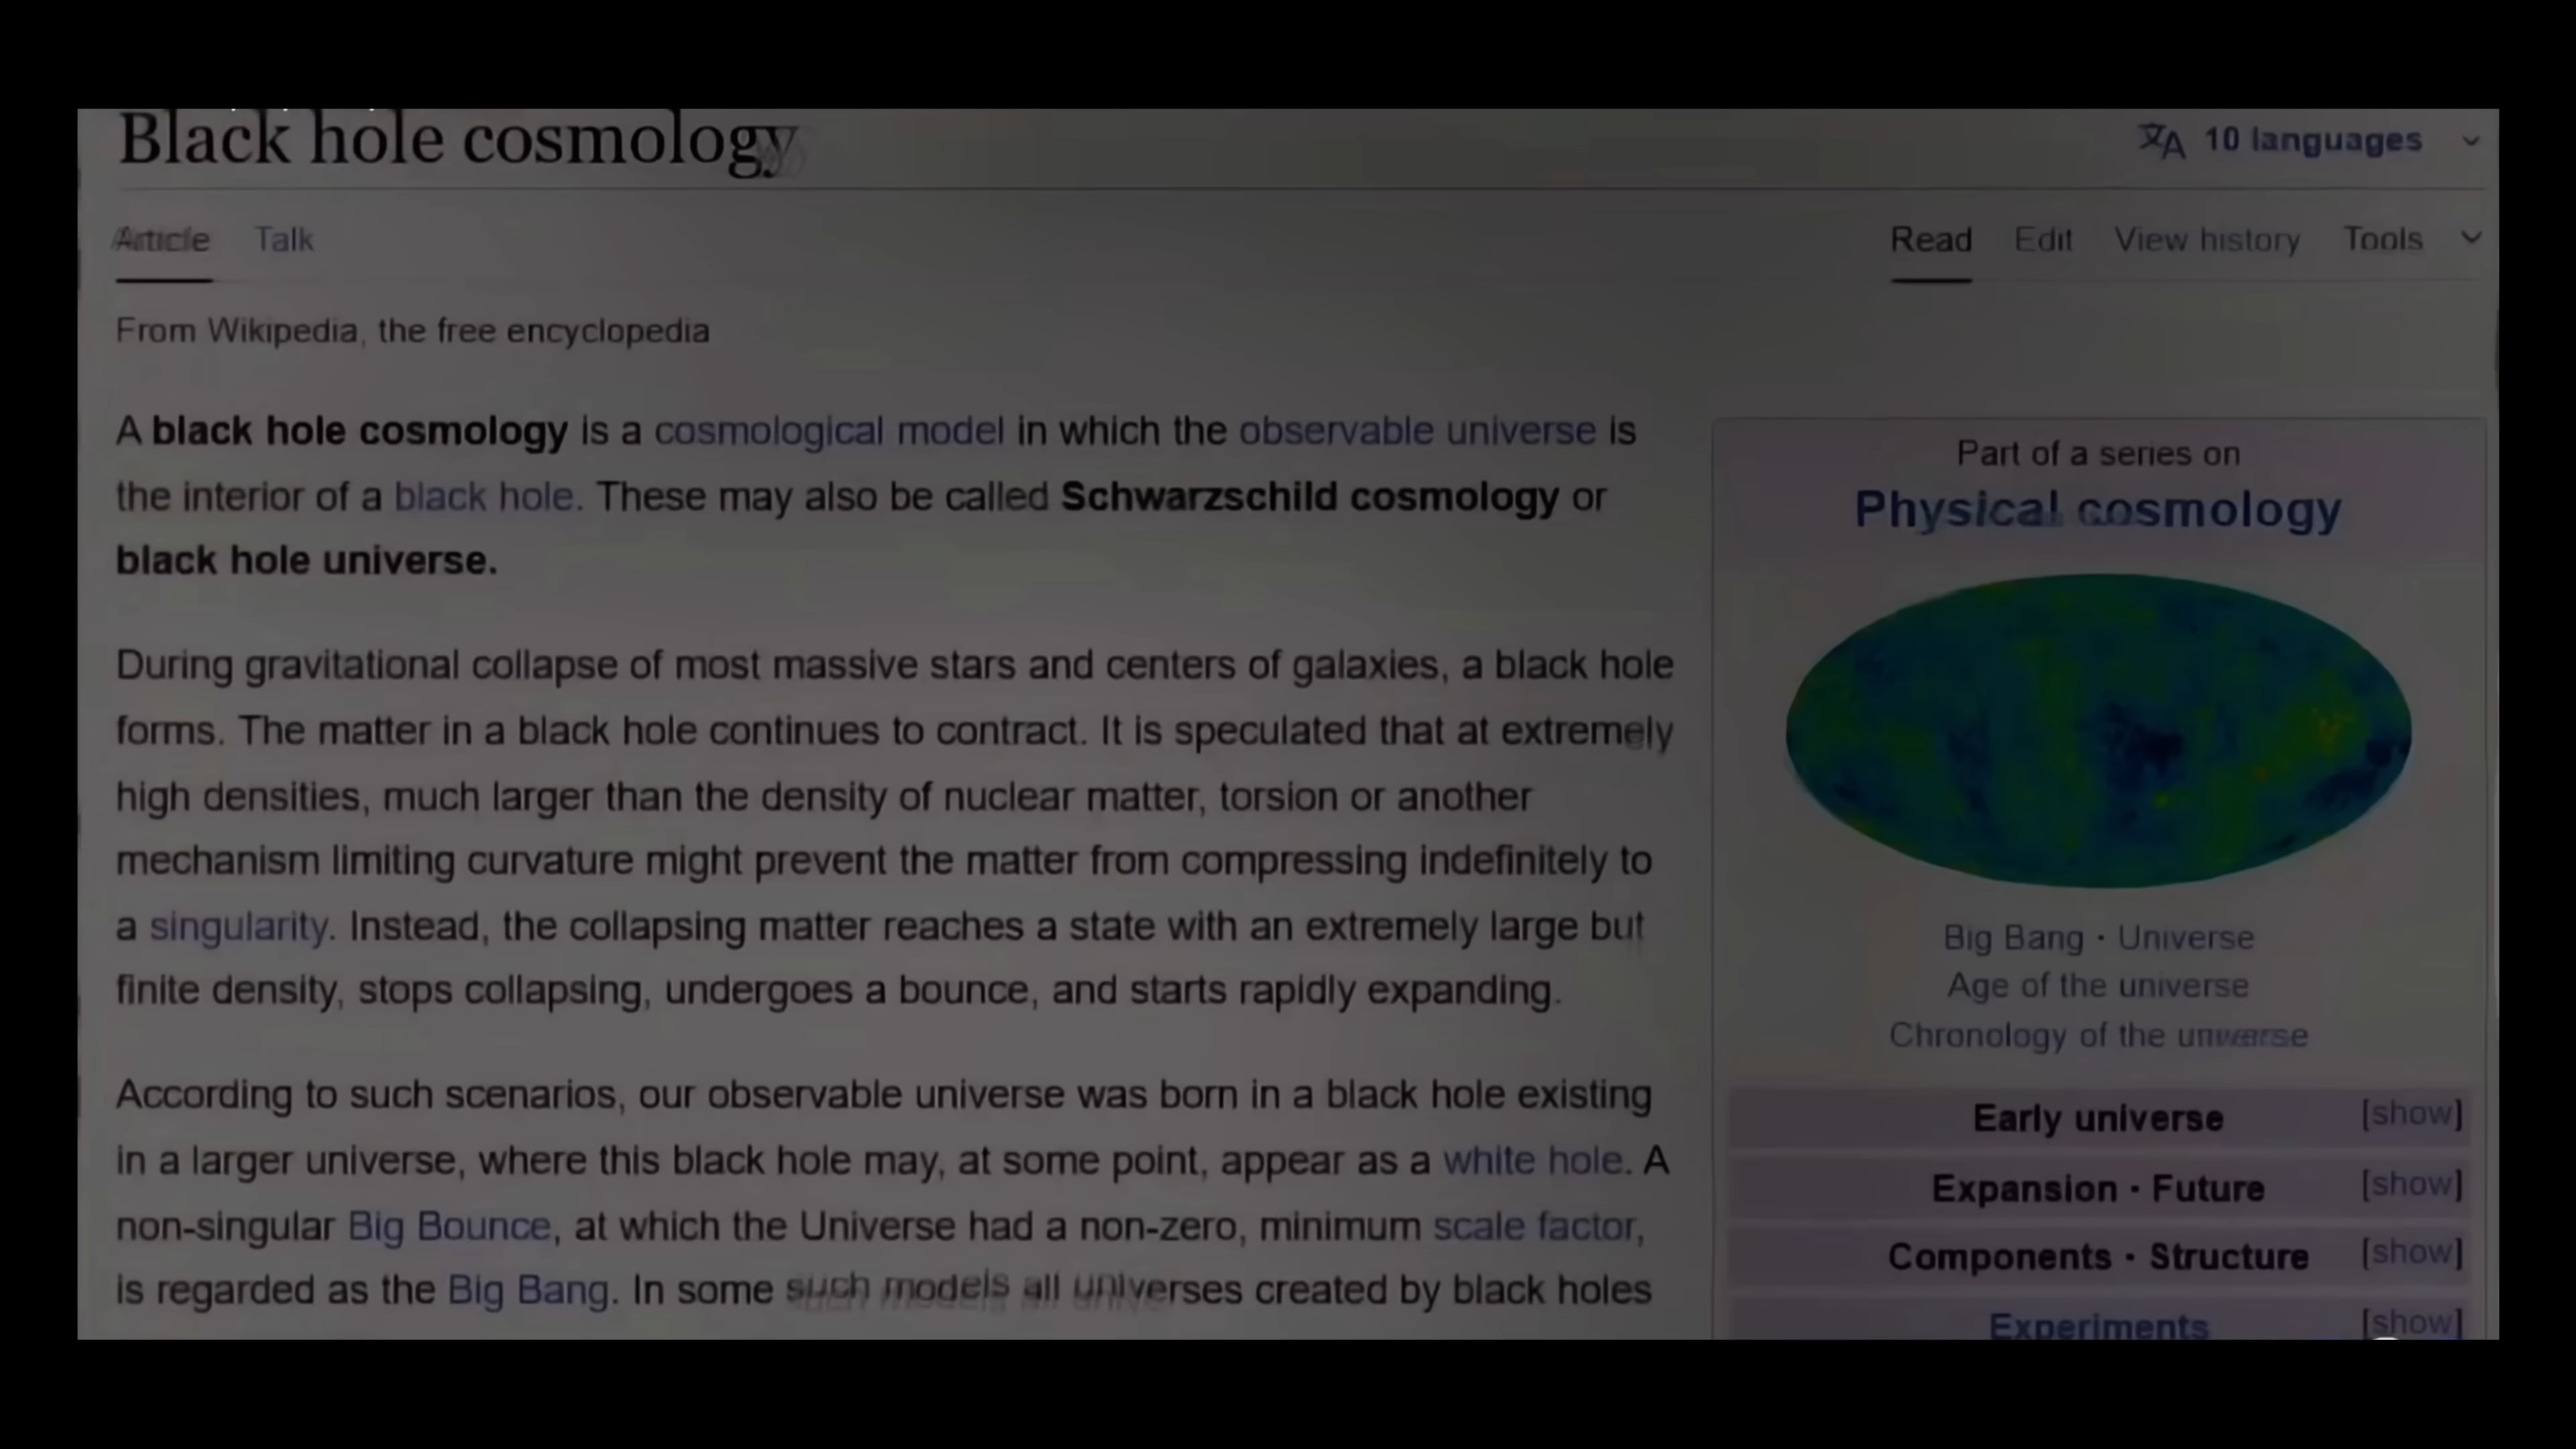 Black hole cosmology
10 languages
Article Talk
Read Edit View history Tools
From Wikipedia, the free encyclopedia
A black hole cosmology is a cosmological model in which the observable universe is
the interior of a black hole. These may also be called Schwarzschild cosmology or
black hole universe.
During gravitational collapse of most massive stars and centers of galaxies, a black hole
forms. The matter in a black hole continues to contract. It is speculated that at extremely
high densities, much larger than the density of nuclear matter, torsion or another
mechanism limiting curvature might prevent the matter from compressing indefinitely to
a singularity. Instead, the collapsing matter reaches a state with an extremely large but
finite density, stops collapsing, undergoes a bounce, and starts rapidly expanding.
According to such scenarios, our observable universe was born in a black hole existing
in a larger universe, where this black hole may, at some point, appear as a white hole. A
non-singular Big Bounce, at which the Universe had a non-zero, minimum scale factor,
is regarded as the Big Bang. In some such models all universes created by black holes
Part of a series on
Physical cosmology
Big Bang · Universe
Age of the universe
Chronology of the universe
Early universe [show]
Expansion · Future [show]
Components · Structure [show]
Experiments [show]